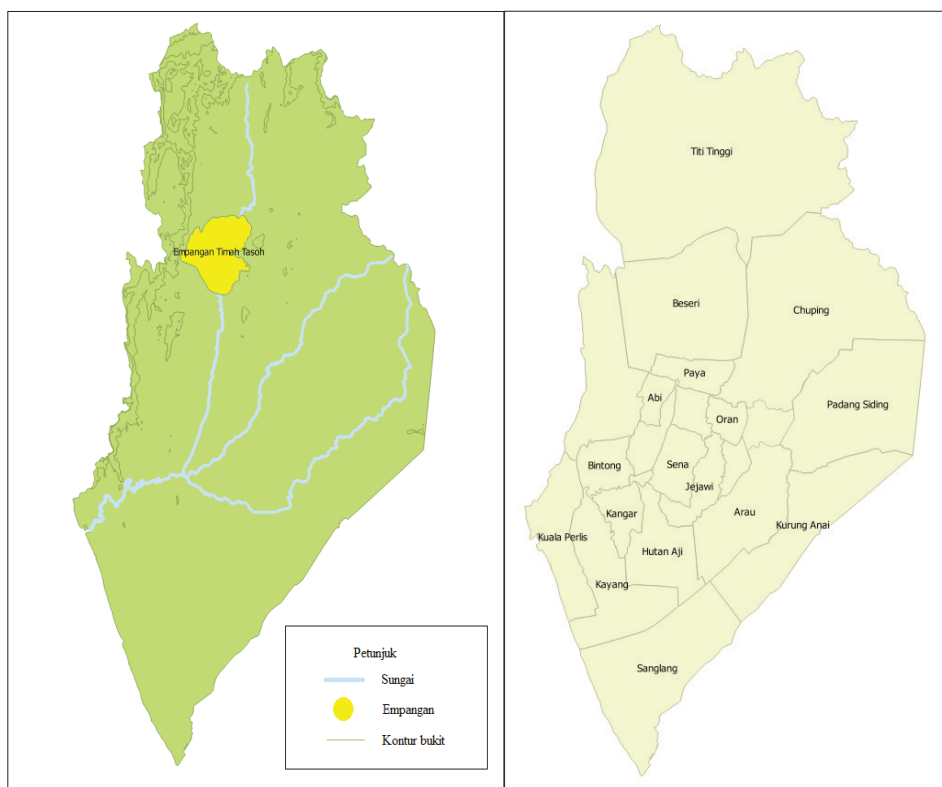 Empangan Timah Tasoh
Petunjuk
Sungai
Empangan
Kontur bukit
Titi Tinggi
Beseri
Chuping
Paya
Abi
Oran
Padang Siding
Bintong
Sena
Jejawi
Kangar
Arau
Kurung Anai
Kuala Perlis
Hutan Aji
Kayang
Sanglang